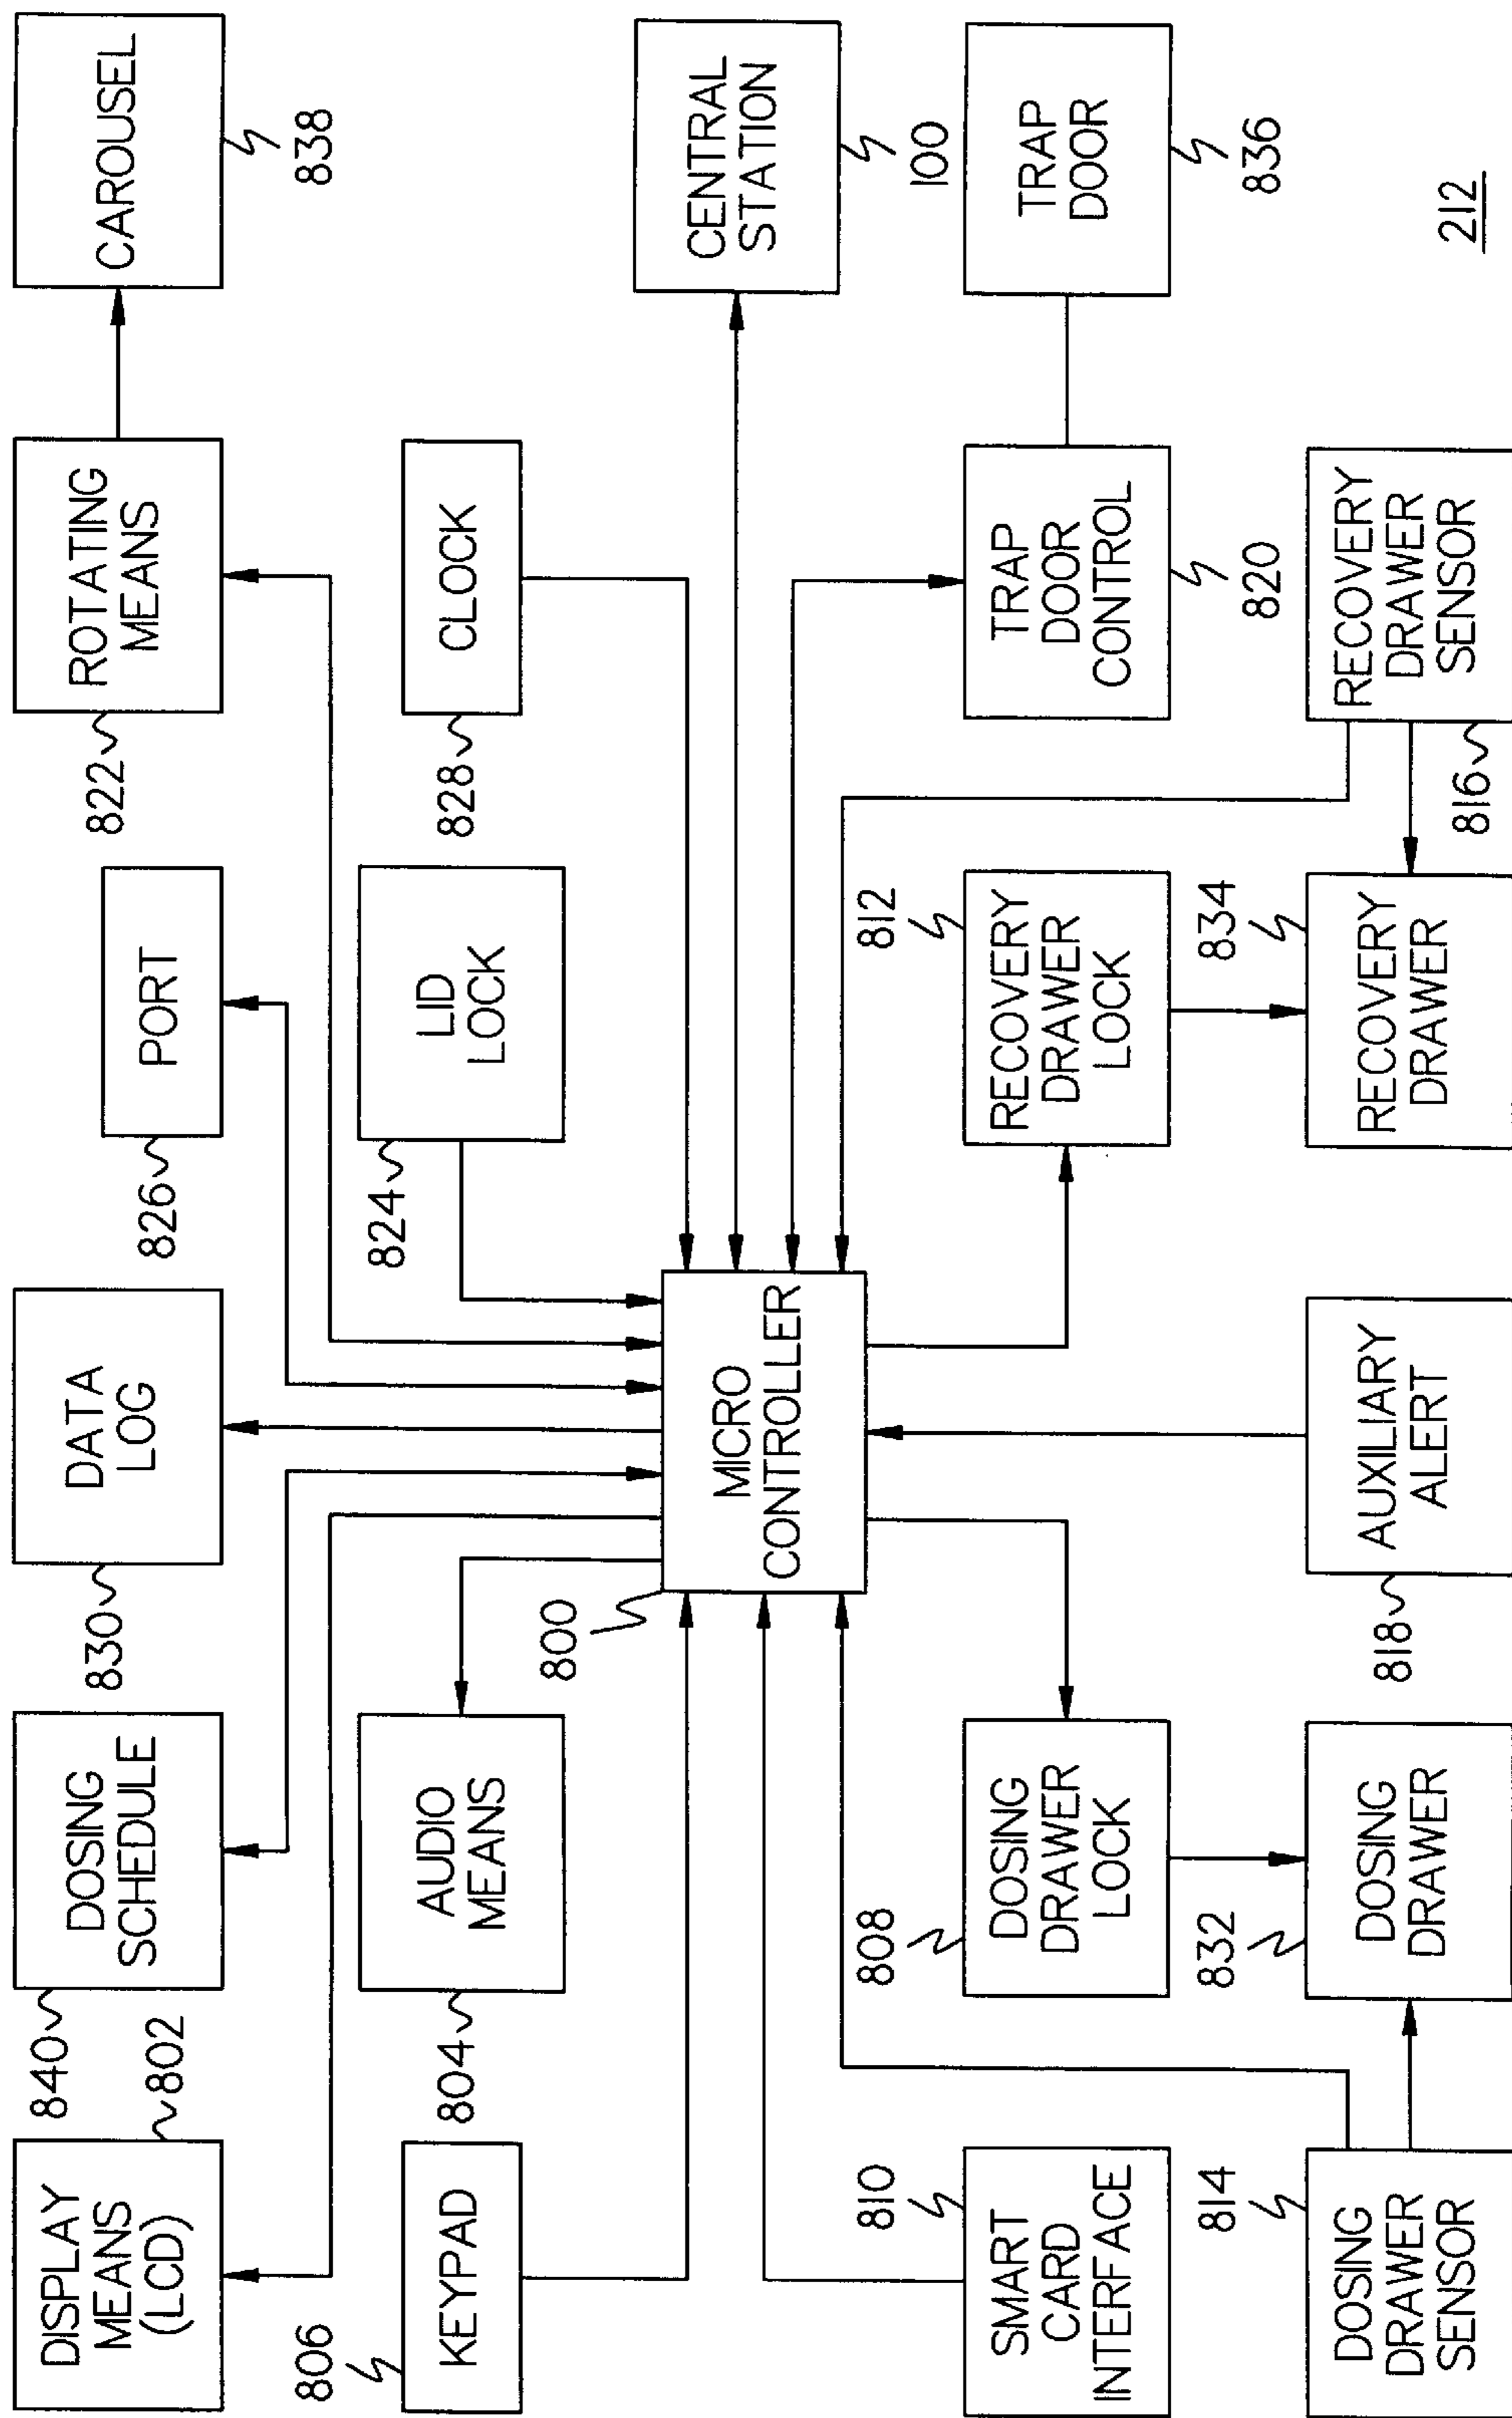 DISPLAY
MEANS
(LCD)
802
DOSING
SCHEDULE
840
DATA
LOG
830
PORT
826
ROTATING
MEANS
822
CAROUSEL
838
KEYPAD
806
AUDIO
MEANS
804
LID
LOCK
824
CLOCK
828
MICRO
CONTROLLER
800
CENTRAL
STATION
100
SMART
CARD
INTERFACE
810
DOSING
DRAWER
LOCK
808
RECOVERY
DRAWER
LOCK
812
TRAP
DOOR
CONTROL
820
TRAP
DOOR
836
DOSING
DRAWER
SENSOR
814
DOSING
DRAWER
832
AUXILIARY
ALERT
818
RECOVERY
DRAWER
834
RECOVERY
DRAWER
SENSOR
816
212